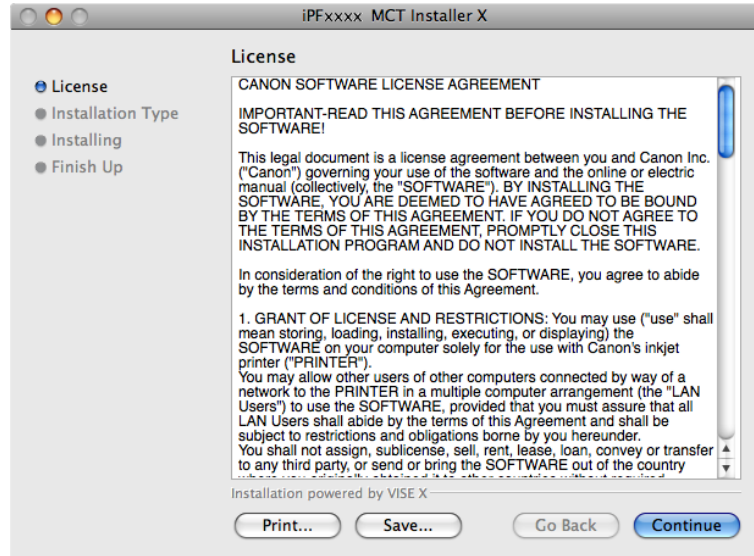 iPFxxxx MCT Installer X
License
License
Installation Type
Installing
Finish Up
CANON SOFTWARE LICENSE AGREEMENT
IMPORTANT-READ THIS AGREEMENT BEFORE INSTALLING THE
SOFTWARE!
This legal document is a license agreement between you and Canon Inc.
("Canon") governing your use of the software and the online or electric
manual (collectively, the "SOFTWARE"). BY INSTALLING THE
SOFTWARE, YOU ARE DEEMED TO HAVE AGREED TO BE BOUND
BY THE TERMS OF THIS AGREEMENT. IF YOU DO NOT AGREE TO
THE TERMS OF THIS AGREEMENT, PROMPTLY CLOSE THIS
INSTALLATION PROGRAM AND DO NOT INSTALL THE SOFTWARE.
In consideration of the right to use the SOFTWARE, you agree to abide
by the terms and conditions of this Agreement.
1. GRANT OF LICENSE AND RESTRICTIONS: You may use ("use" shall
mean storing, loading, installing, executing, or displaying) the
SOFTWARE on your computer solely for the use with Canon's inkjet
printer ("PRINTER").
You may allow other users of other computers connected by way of a
network to the PRINTER in a multiple computer arrangement (the "LAN
Users") to use the SOFTWARE, provided that you must assure that all
LAN Users shall abide by the terms of this Agreement and shall be
subject to restrictions and obligations borne by you hereunder.
You shall not assign, sublicense, sell, rent, lease, loan, convey or transfer
to any third party, or send or bring the SOFTWARE out of the country
where you originally obtained it to other countries without required
Installation powered by VISE X
Print...
Save...
Go Back
Continue